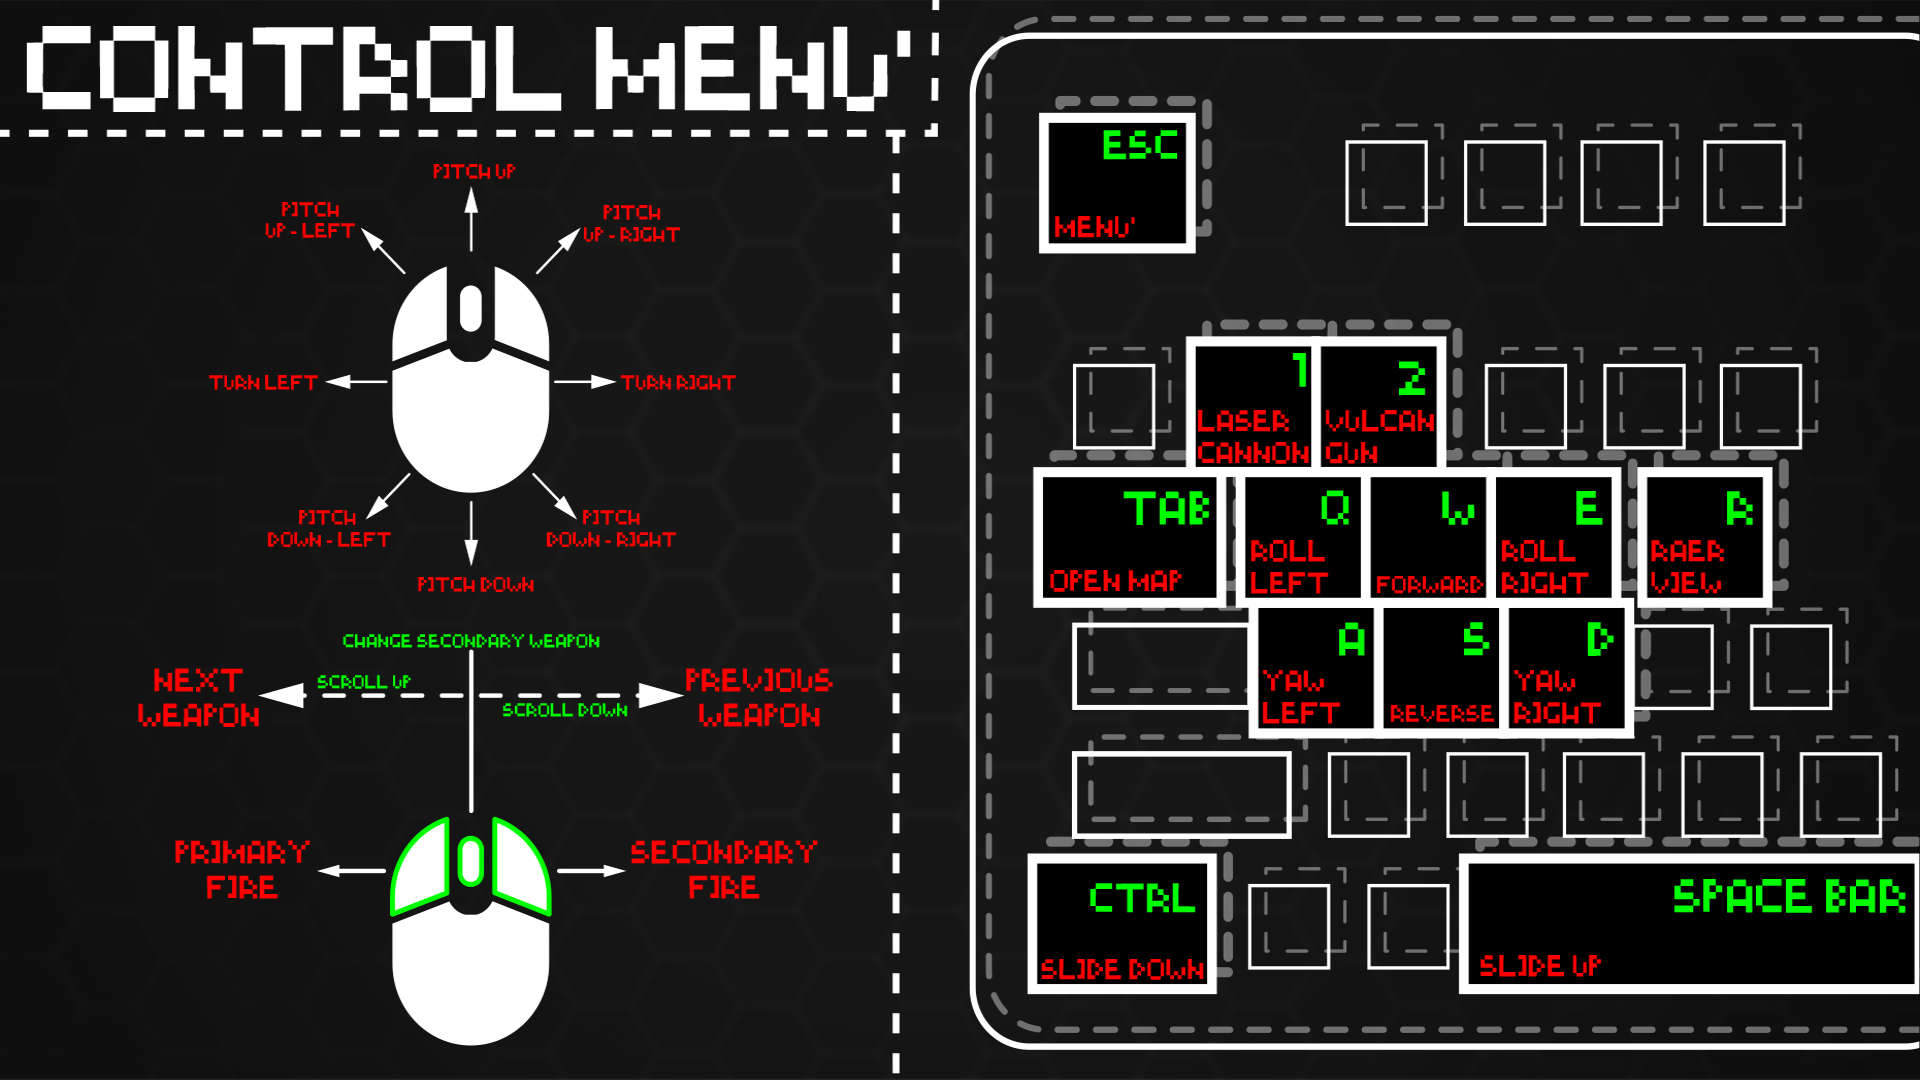 CONTROL MENU'
PITCH UP
PITCH
UP - LEFT
PITCH
UP - RIGHT
TURN LEFT
TURN RIGHT
PITCH
DOWN - LEFT
PITCH
DOWN - RIGHT
PITCH DOWN
CHANGE SECONDARY WEAPON
NEXT
WEAPON
SCROLL UP
SCROLL DOWN
PREVIOUS
WEAPON
PRIMARY
FIRE
SECONDARY
FIRE
ESC
MENU'
1
LASER
CANNON
2
VULCAN
GUN
TAB
OPEN MAP
Q
ROLL
LEFT
W
FORWARD
E
ROLL
RIGHT
R
RAER
VIEW
A
YAW
LEFT
S
REVERSE
D
YAW
RIGHT
CTRL
SLIDE DOWN
SPACE BAR
SLIDE UP